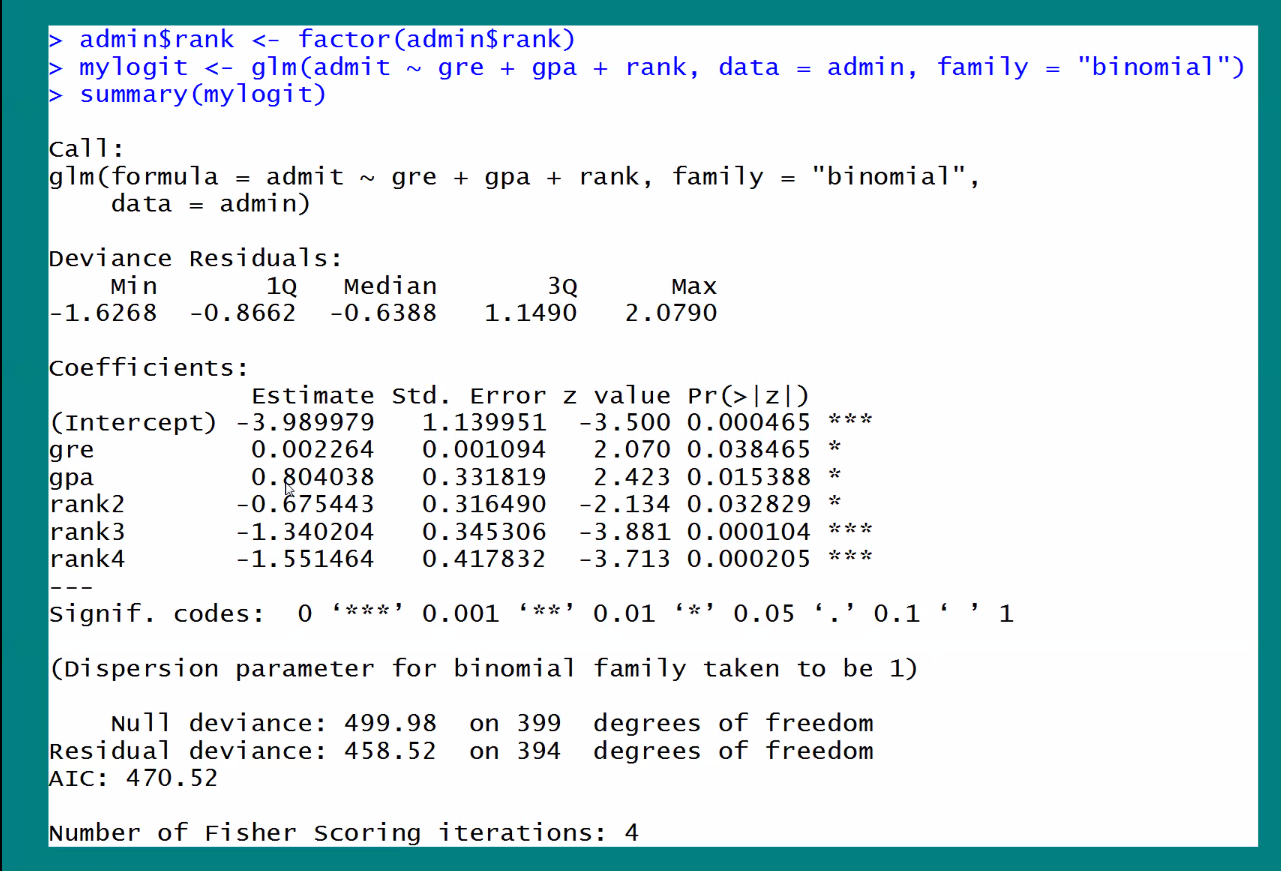 > admin$rank <- factor(admin$rank)
> mylogit <- glm(admit ~ gre + gpa + rank, data = admin, family = "binomial")
> summary(mylogit)
Call:
glm(formula = admit ~ gre + gpa + rank, family = "binomial",
    data = admin)
Deviance Residuals:
    Min       1Q   Median       3Q      Max
-1.6268  -0.8662  -0.6388   1.1490   2.0790
Coefficients:
             Estimate Std. Error z value Pr(>|z|)
(Intercept) -3.989979   1.139951  -3.500 0.000465 ***
gre          0.002264   0.001094   2.070 0.038465 *
gpa          0.804038   0.331819   2.423 0.015388 *
rank2       -0.675443   0.316490  -2.134 0.032829 *
rank3       -1.340204   0.345306  -3.881 0.000104 ***
rank4       -1.551464   0.417832  -3.713 0.000205 ***
---
Signif. codes:  0 ‘***’ 0.001 ‘**’ 0.01 ‘*’ 0.05 ‘.’ 0.1 ‘ ’ 1
(Dispersion parameter for binomial family taken to be 1)
    Null deviance: 499.98  on 399  degrees of freedom
Residual deviance: 458.52  on 394  degrees of freedom
AIC: 470.52
Number of Fisher Scoring iterations: 4